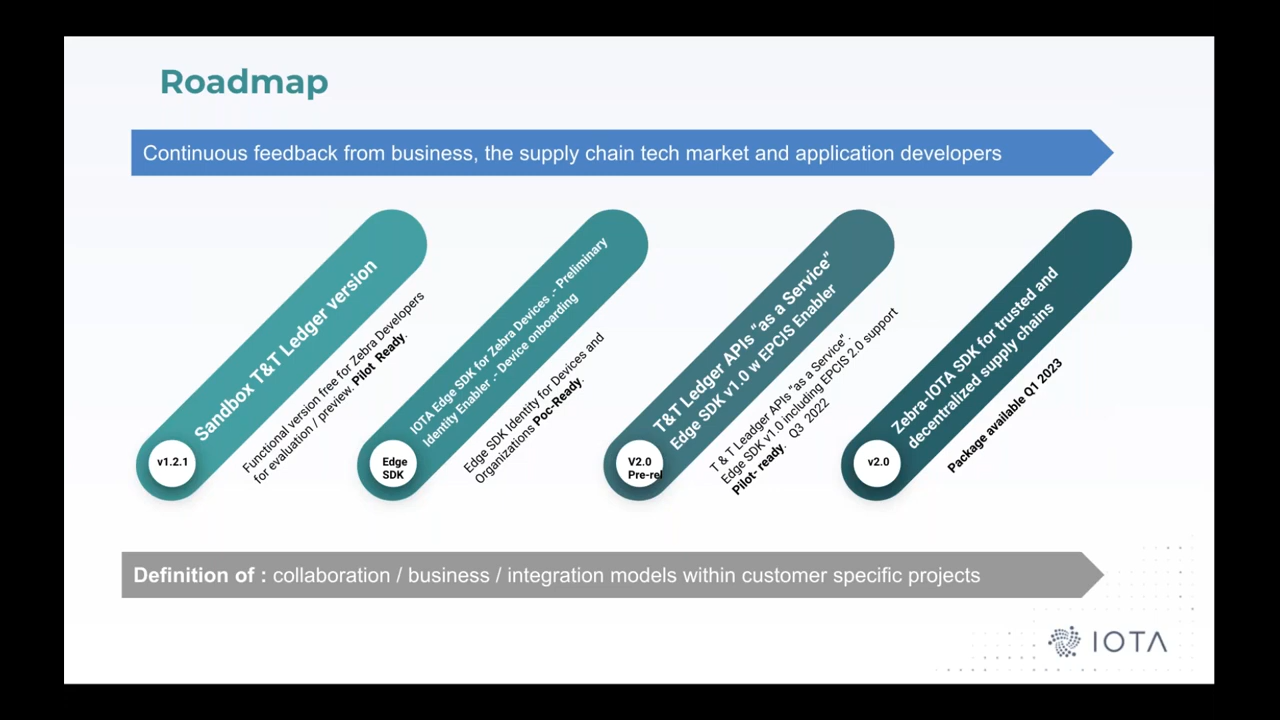 Roadmap
Continuous feedback from business, the supply chain tech market and application developers
v1.2.1
Sandbox T&T Ledger version
Functional version free for Zebra Developers
for evaluation / preview. Pilot Ready.
Edge
SDK
IOTA Edge SDK for Zebra Devices .- Preliminary
Identity Enabler .- Device onboarding
Edge SDK Identity for Devices and
Organizations Poc-Ready.
V2.0
Pre-rel
T&T Ledger APIs "as a Service"
Edge SDK v1.0 w EPCIS Enabler
T & T Leadger APIs "as a Service".
Edge SDK v1.0 including EPCIS 2.0 support
Pilot- ready. Q3 2022
v2.0
Zebra-IOTA SDK for trusted and
decentralized supply chains
Package available Q1 2023
Definition of : collaboration / business / integration models within customer specific projects
IOTA